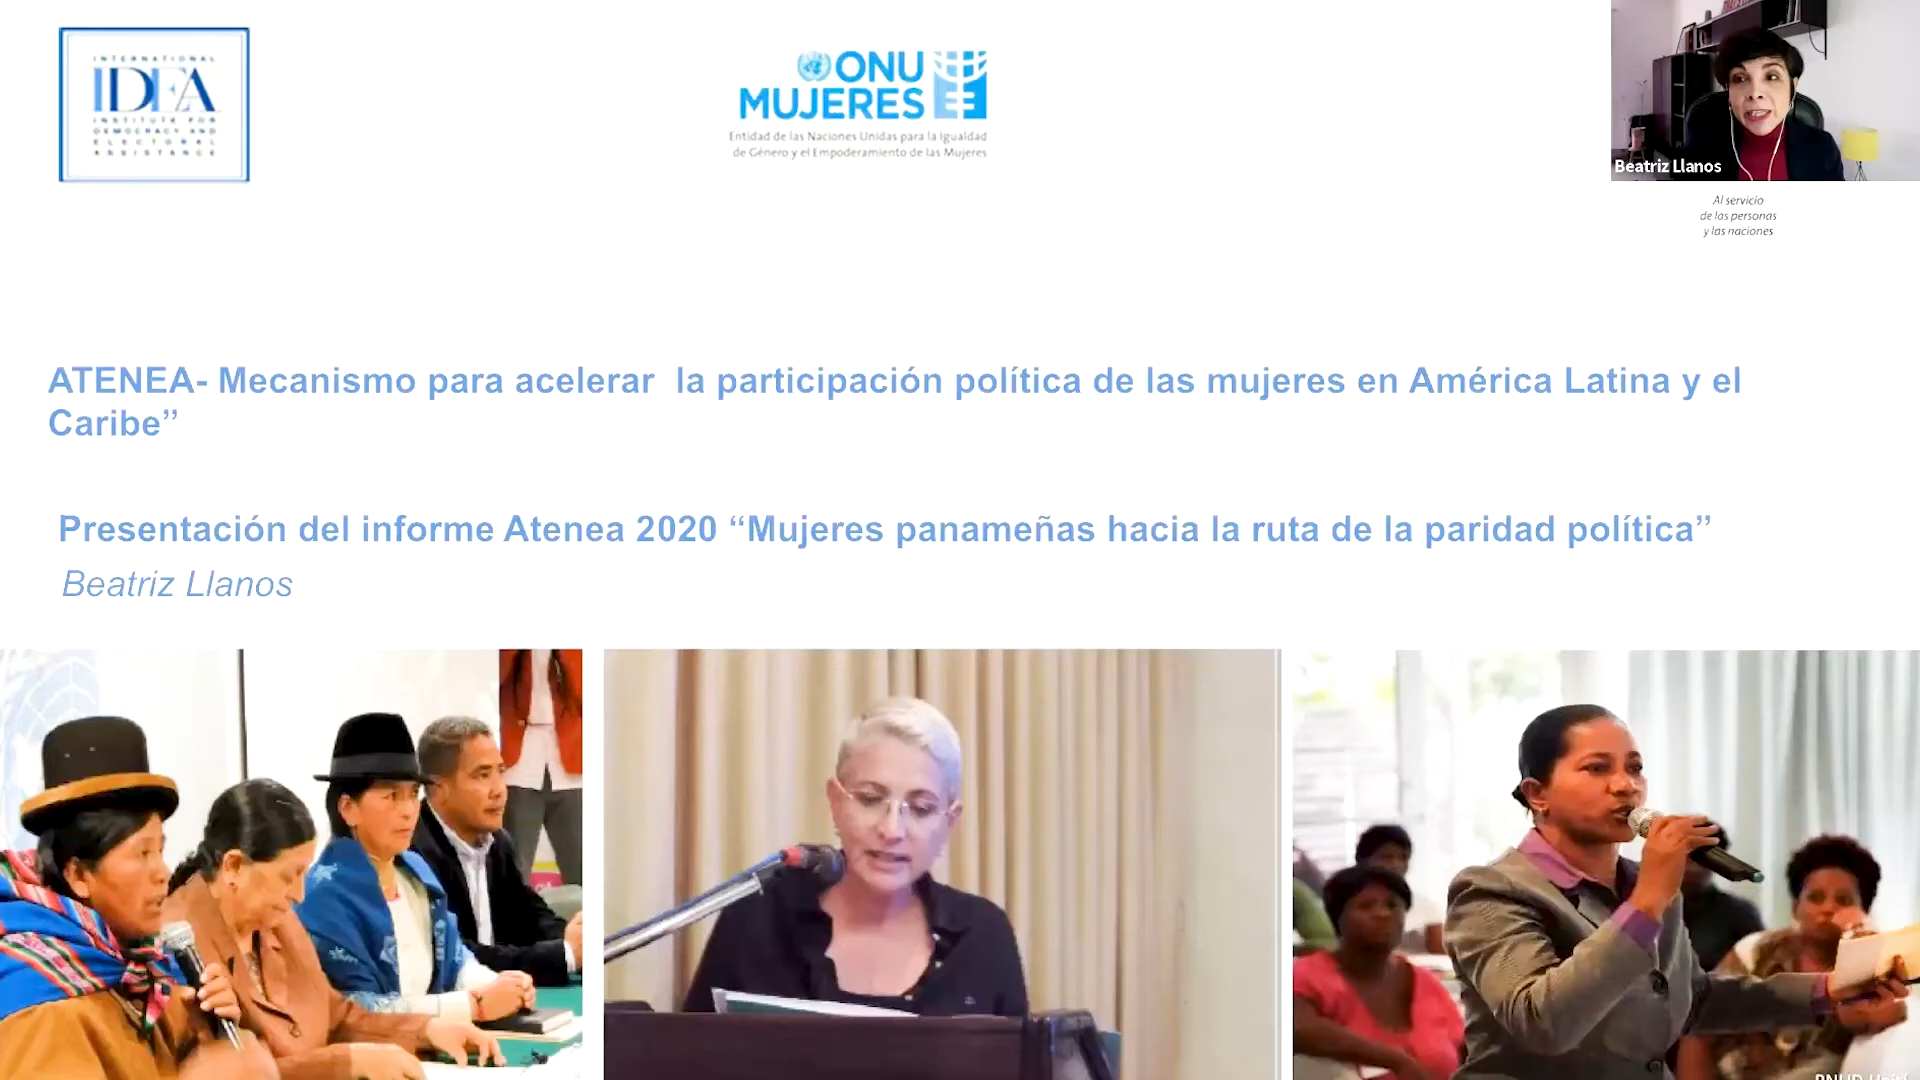 INTERNATIONAL
IDEA
INSTITUTE FOR
DEMOCRACY AND
ELECTORAL
ASSISTANCE
ONU
MUJERES
Entidad de las Naciones Unidas para la Igualdad
de Género y el Empoderamiento de las Mujeres
Beatriz Llanos
Al servicio
de las personas
y las naciones
ATENEA- Mecanismo para acelerar la participación política de las mujeres en América Latina y el
Caribe”
Presentación del informe Atenea 2020 “Mujeres panameñas hacia la ruta de la paridad política”
Beatriz Llanos